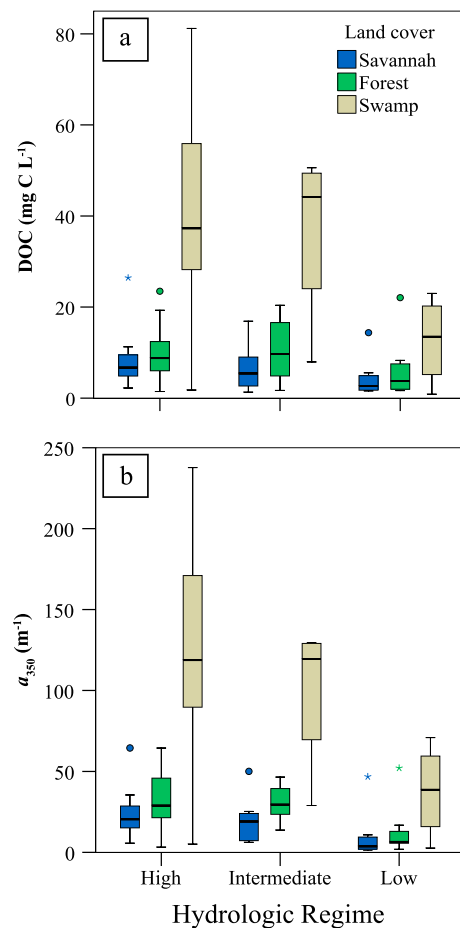 a
Land cover
Savannah
Forest
Swamp
80
60
40
20
0
DOC (mg C L⁻¹)
b
250
200
150
100
50
0
a₃₅₀ (m⁻¹)
High Intermediate Low
Hydrologic Regime